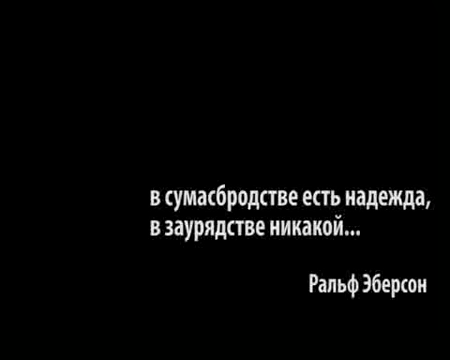 в сумасбродстве есть надежда,
в заурядстве никакой...
Ральф Эберсон